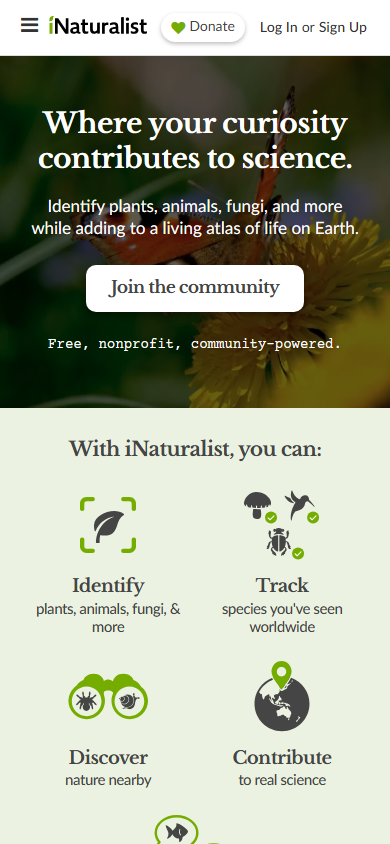 iNaturalist
Donate
Log In or Sign Up
Where your curiosity
contributes to science.
Identify plants, animals, fungi, and more
while adding to a living atlas of life on Earth.
Join the community
Free, nonprofit, community-powered.
With iNaturalist, you can:
Identify
plants, animals, fungi, &
more
Track
species you've seen
worldwide
Discover
nature nearby
Contribute
to real science